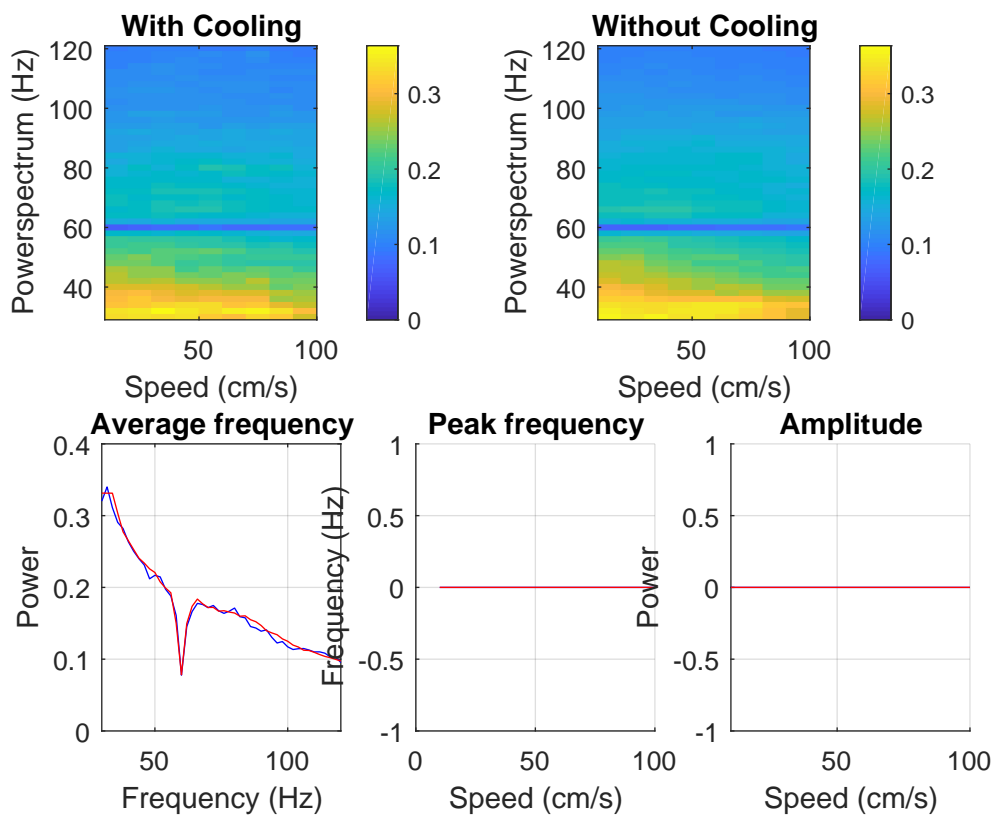 With Cooling
Without Cooling
Powerspectrum (Hz)
120
100
80
60
40
50
100
Speed (cm/s)
0.3
0.2
0.1
0
Powerspectrum (Hz)
120
100
80
60
40
50
100
Speed (cm/s)
0.3
0.2
0.1
0
Average frequency
Power
0.4
0.3
0.2
0.1
0
50
100
Frequency (Hz)
Peak frequency
Frequency (Hz)
1
0.5
0
-0.5
-1
0
50
100
Speed (cm/s)
Amplitude
Power
1
0.5
0
-0.5
-1
50
100
Speed (cm/s)